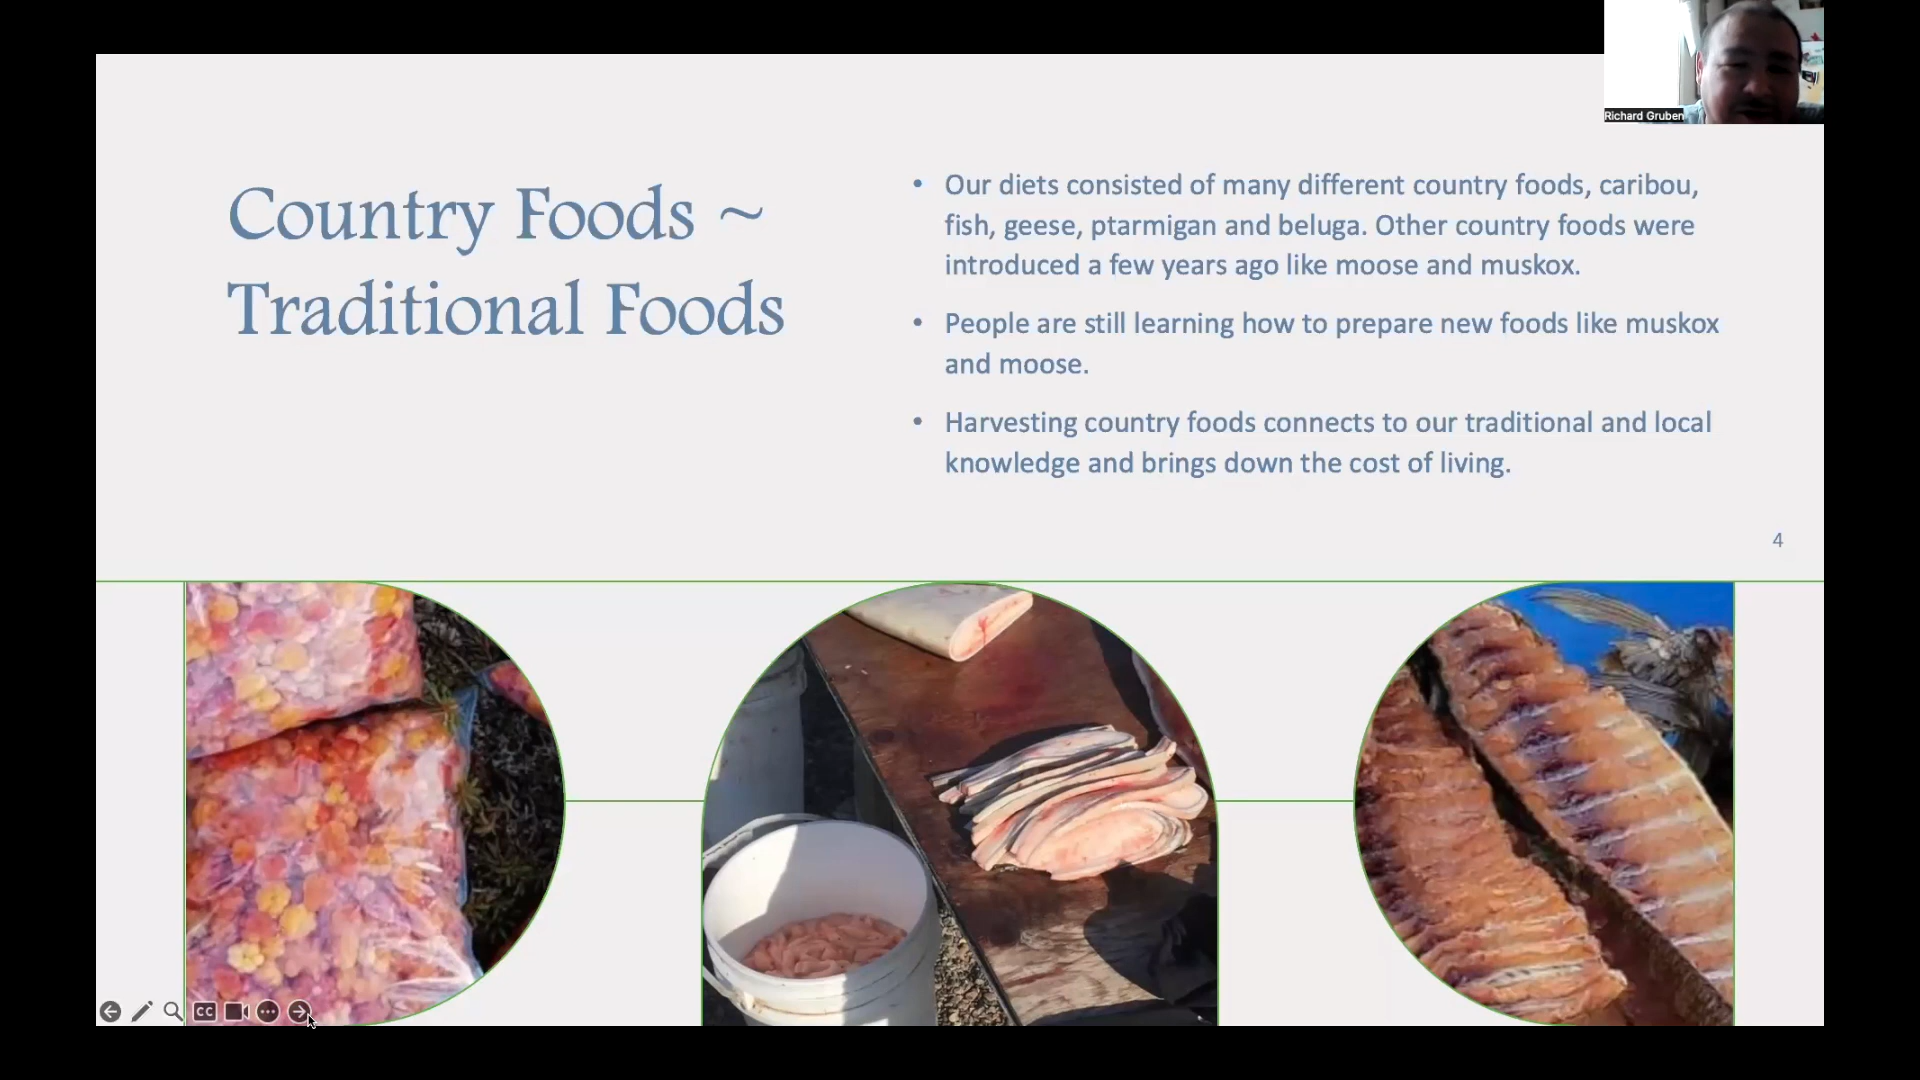 Richard Gruben
Country Foods ~
Traditional Foods
• Our diets consisted of many different country foods, caribou,
fish, geese, ptarmigan and beluga. Other country foods were
introduced a few years ago like moose and muskox.
• People are still learning how to prepare new foods like muskox
and moose.
• Harvesting country foods connects to our traditional and local
knowledge and brings down the cost of living.
4
CC